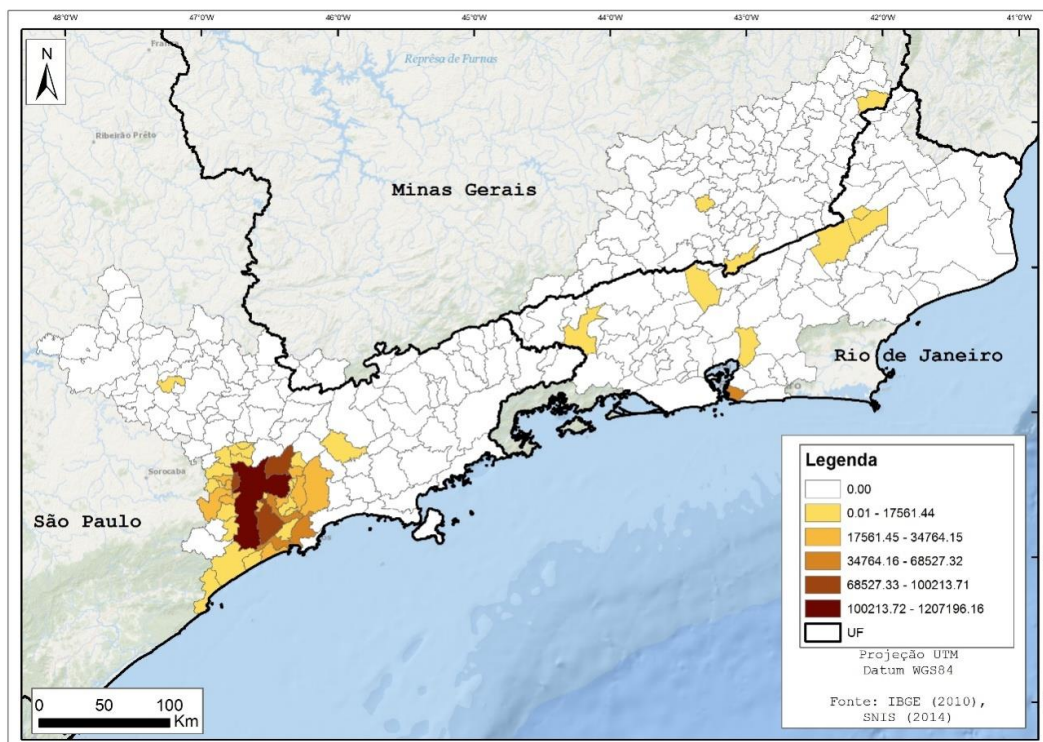 48°0'W 47°0'W 46°0'W 45°0'W 44°0'W 43°0'W 42°0'W 41°0'W
N
Represa de Furnas
Ribeirão Prêto
Minas Gerais
Rio de Janeiro
Sorocaba
São Paulo
Legenda
0.00
0.01 - 17561.44
17561.45 - 34764.15
34764.16 - 68527.32
68527.33 - 100213.71
100213.72 - 1207196.16
UF
Projeção UTM
Datum WGS84
Fonte: IBGE (2010),
SNIS (2014)
0 50 100
Km